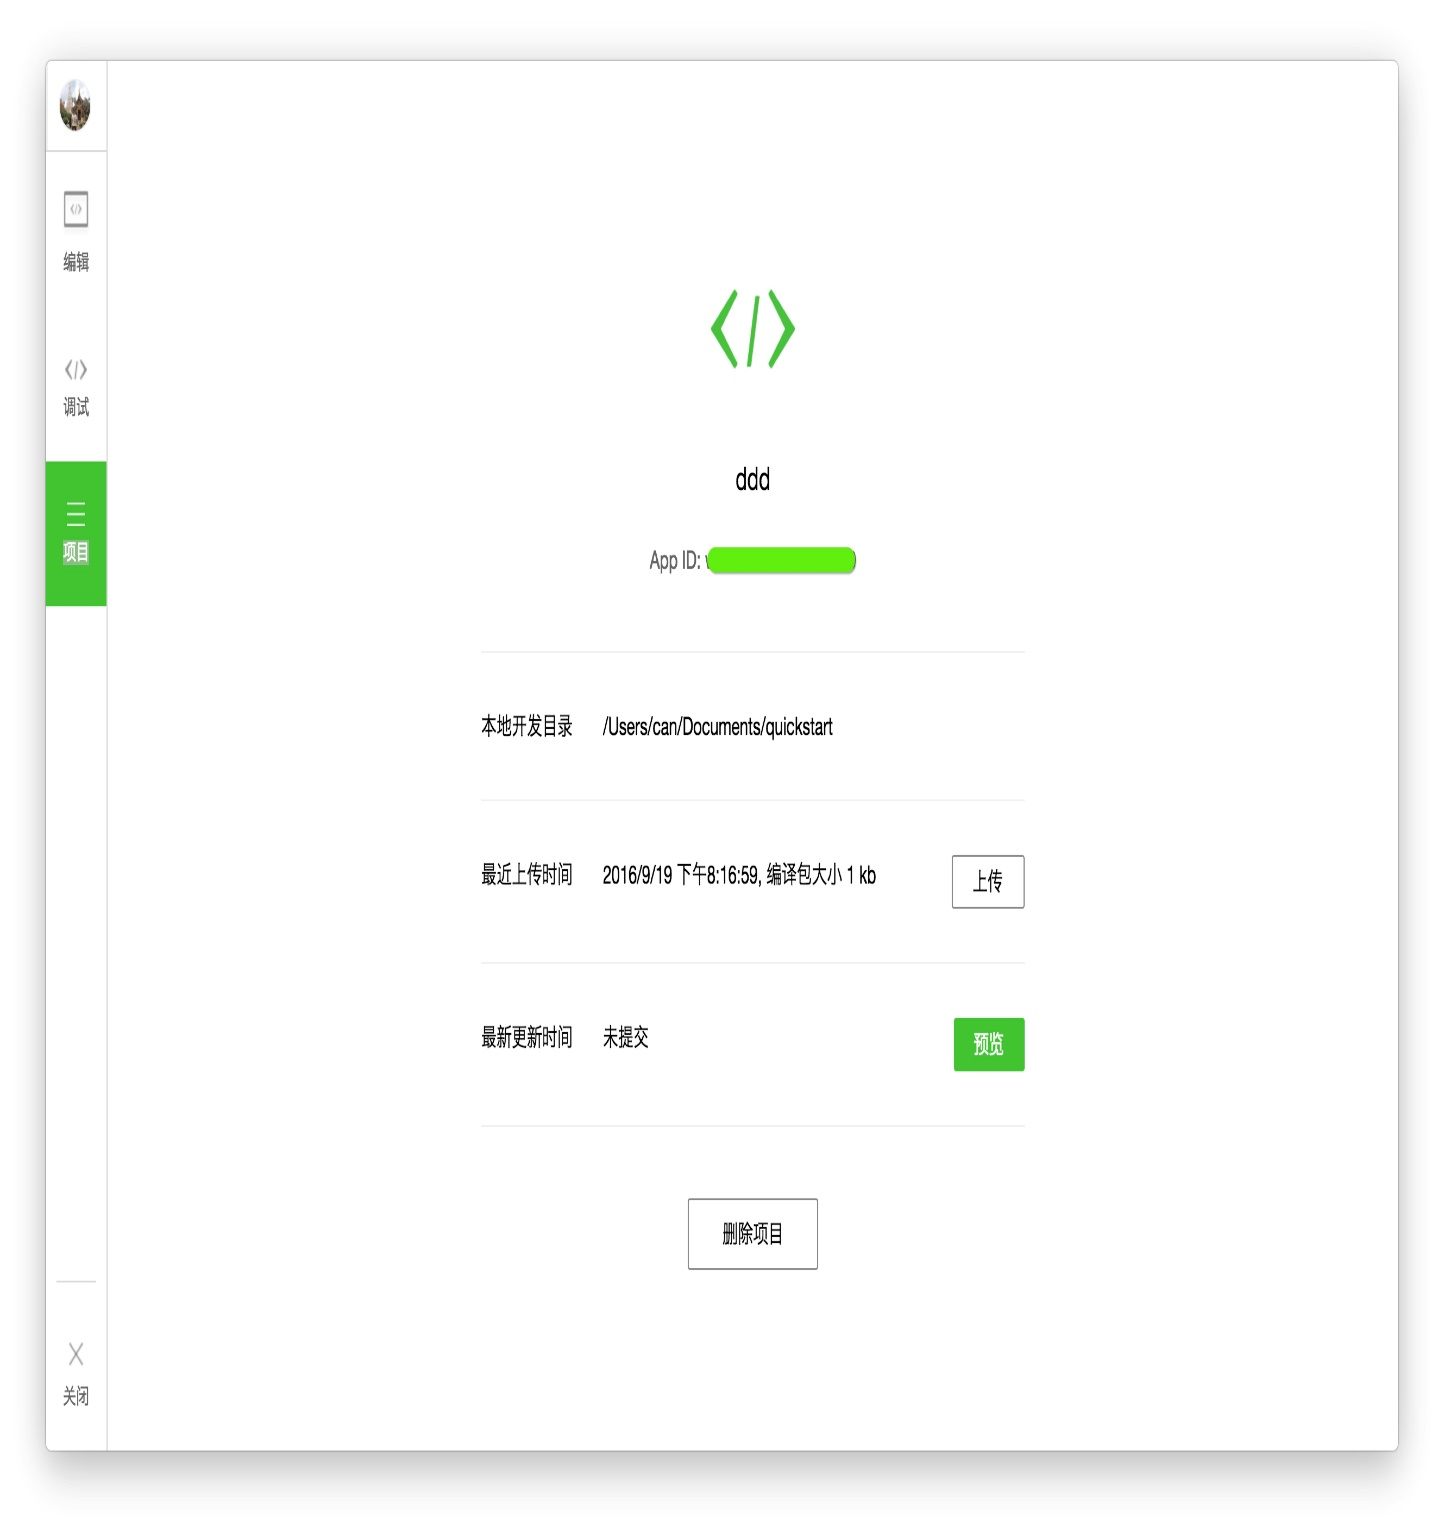 编辑
调试
项目
关闭
ddd
App ID:
本地开发目录 /Users/can/Documents/quickstart
最近上传时间 2016/9/19 下午8:16:59, 编译包大小 1 kb 上传
最新更新时间 未提交 预览
删除项目